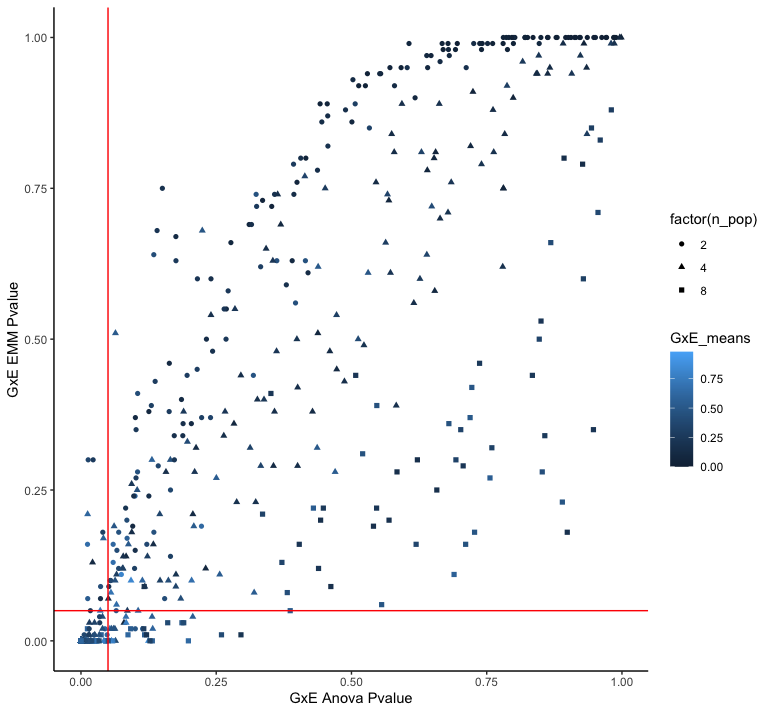 1.00
0.75
0.50
0.25
0.00
GxE EMM Pvalue
0.00 0.25 0.50 0.75 1.00
GxE Anova Pvalue
factor(n_pop)
2
4
8
GxE_means
0.75
0.50
0.25
0.00